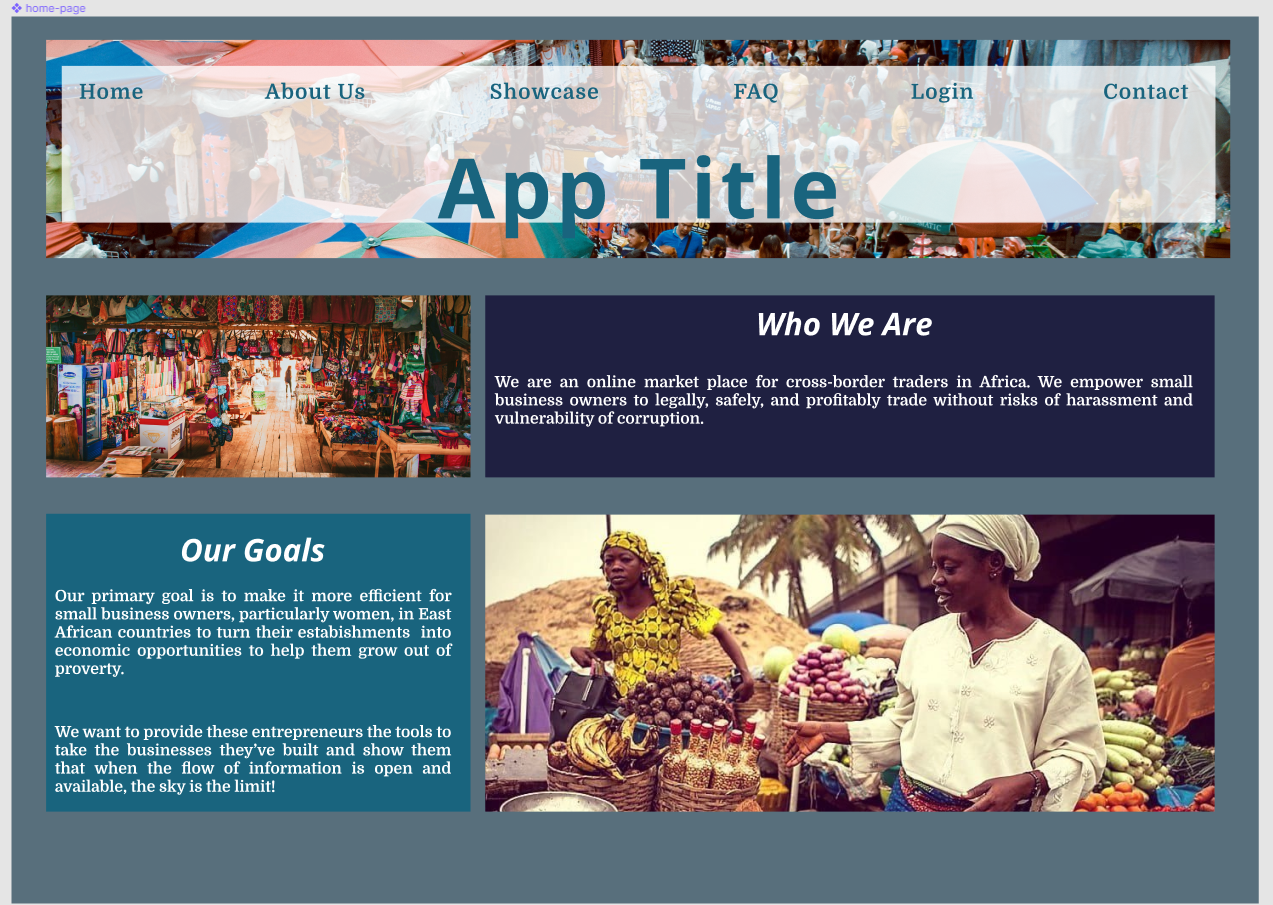 home-page
Home About Us Showcase FAQ Login Contact
App Title
MATIC
Who We Are
We are an online market place for cross-border traders in Africa. We empower small
business owners to legally, safely, and profitably trade without risks of harassment and
vulnerability of corruption.
Our Goals
Our primary goal is to make it more efficient for
small business owners, particularly women, in East
African countries to turn their estabishments into
economic opportunities to help them grow out of
proverty.
We want to provide these entrepreneurs the tools to
take the businesses they’ve built and show them
that when the flow of information is open and
available, the sky is the limit!